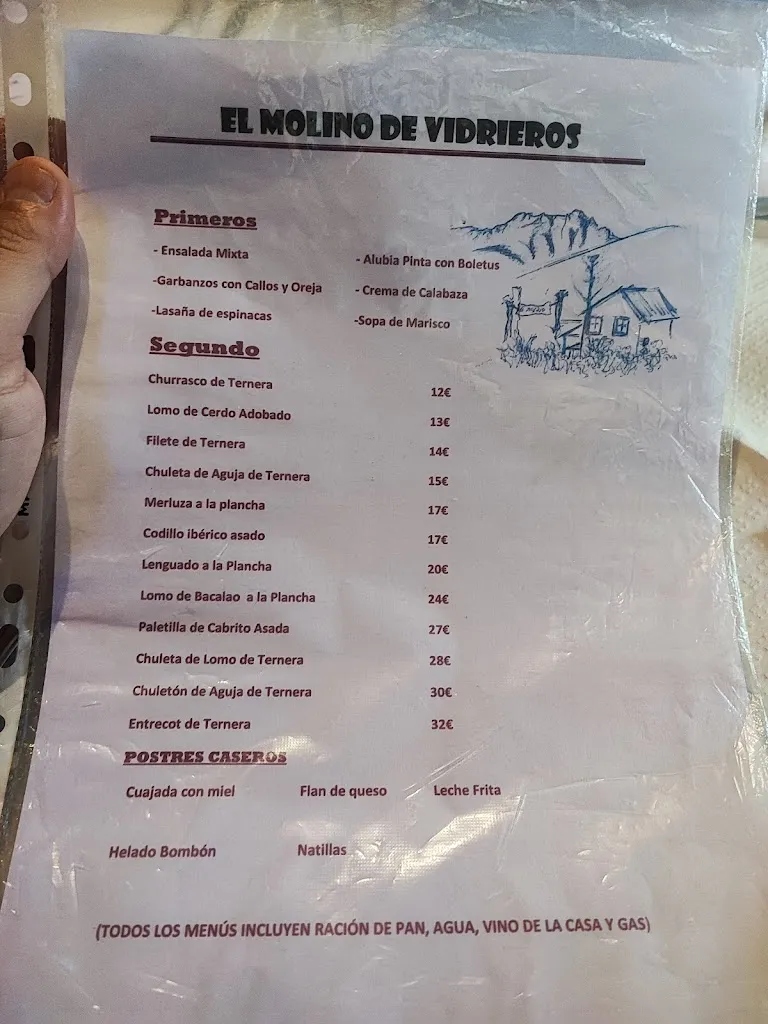 EL MOLINO DE VIDRIEROS
Primeros
- Ensalada Mixta
- Alubia Pinta con Boletus
-Garbanzos con Callos y Oreja
- Crema de Calabaza
-Lasaña de espinacas
-Sopa de Marisco
Segundo
Churrasco de Ternera 12€
Lomo de Cerdo Adobado 13€
Filete de Ternera 14€
Chuleta de Aguja de Ternera 15€
Merluza a la plancha 17€
Codillo ibérico asado 17€
Lenguado a la Plancha 20€
Lomo de Bacalao a la Plancha 24€
Paletilla de Cabrito Asada 27€
Chuleta de Lomo de Ternera 28€
Chuletón de Aguja de Ternera 30€
Entrecot de Ternera 32€
POSTRES CASEROS
Cuajada con miel Flan de queso Leche Frita
Helado Bombón Natillas
(TODOS LOS MENÚS INCLUYEN RACIÓN DE PAN, AGUA, VINO DE LA CASA Y GAS)